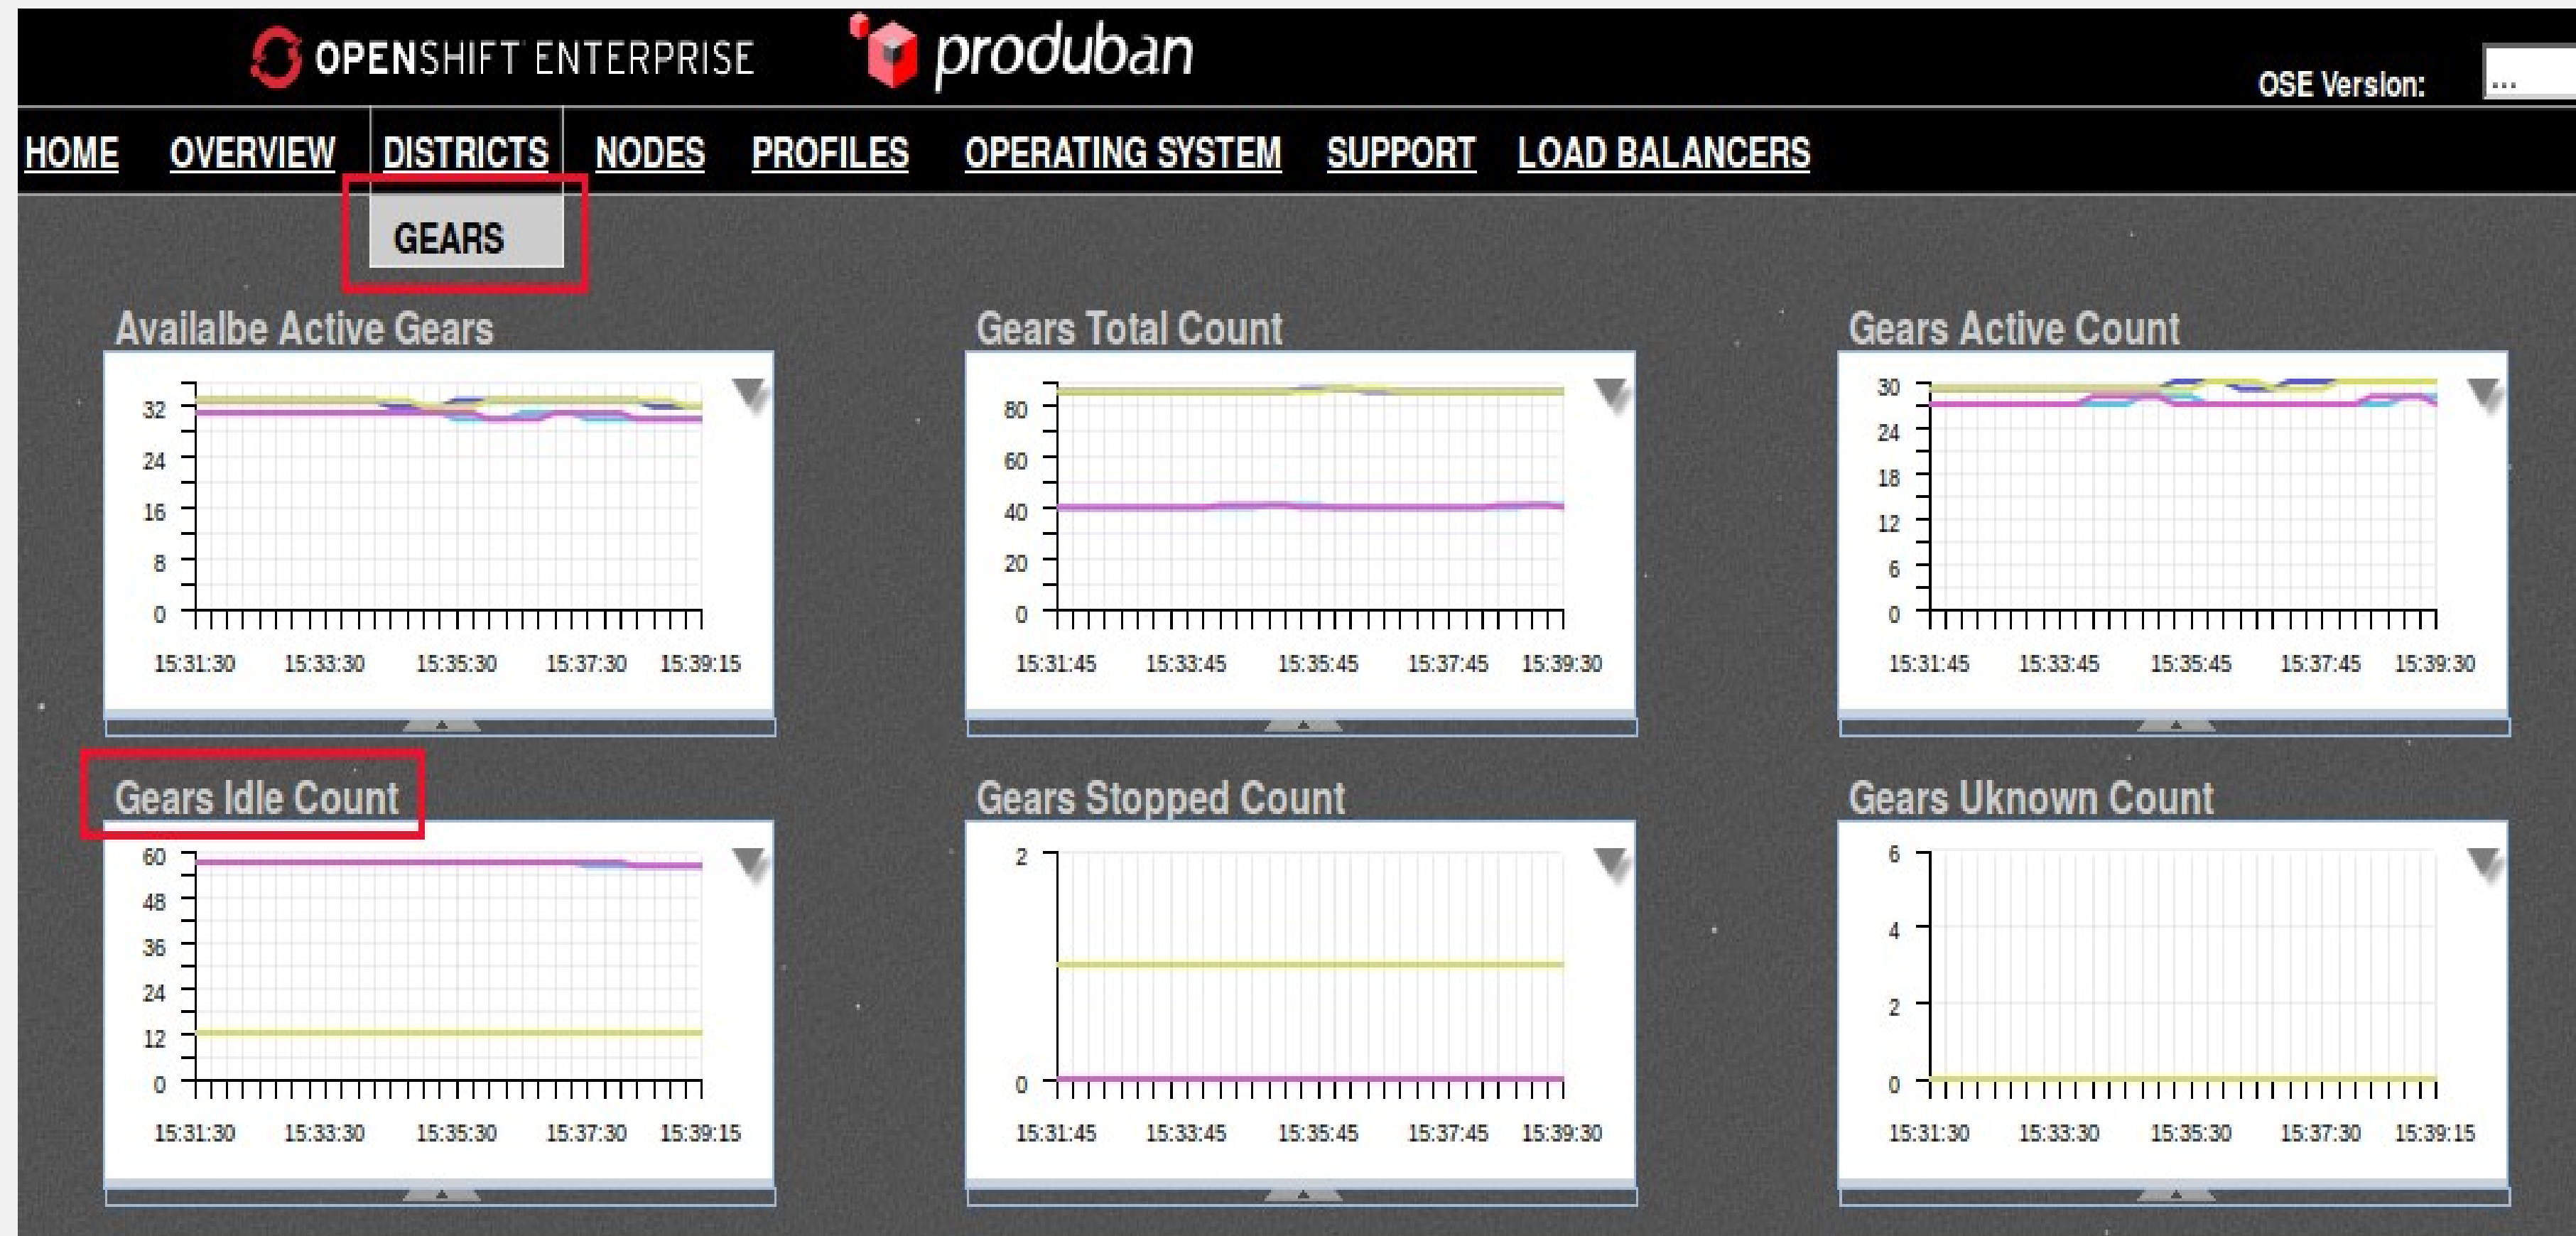 OPENSHIFT ENTERPRISE produban
OSE Version: ...
HOME OVERVIEW DISTRICTS NODES PROFILES OPERATING SYSTEM SUPPORT LOAD BALANCERS
GEARS
Availalbe Active Gears
32
24
16
8
0
15:31:30 15:33:30 15:35:30 15:37:30 15:39:15
Gears Total Count
80
60
40
20
0
15:31:45 15:33:45 15:35:45 15:37:45 15:39:30
Gears Active Count
30
24
18
12
6
0
15:31:45 15:33:45 15:35:45 15:37:45 15:39:30
Gears Idle Count
60
48
36
24
12
0
15:31:30 15:33:30 15:35:30 15:37:30 15:39:15
Gears Stopped Count
2
0
15:31:45 15:33:45 15:35:45 15:37:45 15:39:30
Gears Uknown Count
6
4
2
0
15:31:30 15:33:30 15:35:30 15:37:30 15:39:15